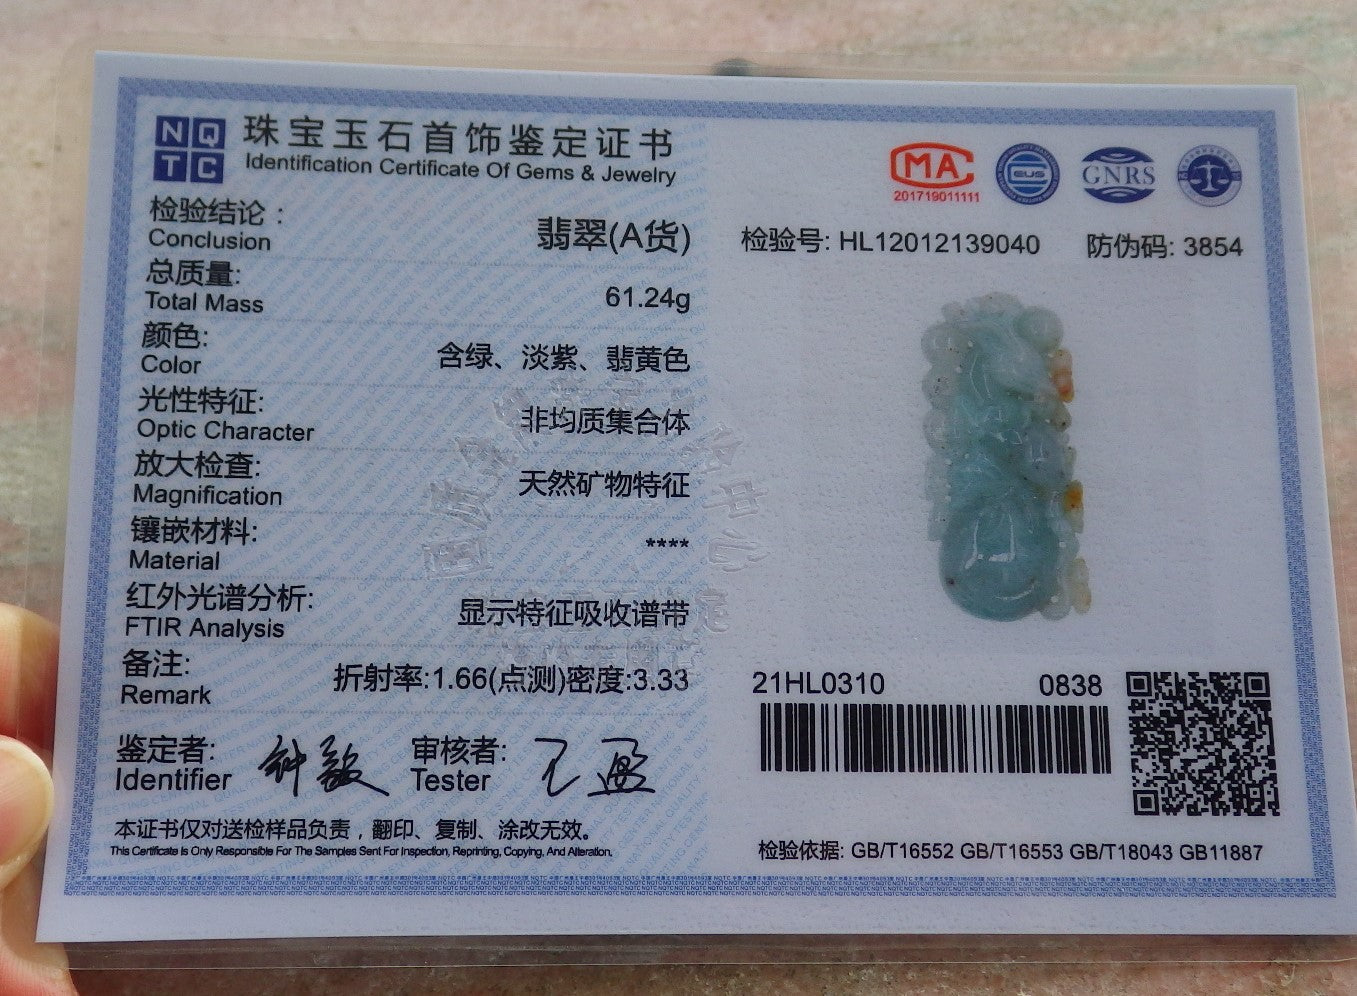 NQ
TC
珠宝玉石首饰鉴定证书
Identification Certificate Of Gems & Jewelry
检验结论：
Conclusion
翡翠(A货)
总质量:
Total Mass
61.24g
颜色:
Color
含绿、淡紫、翡黄色
光性特征:
Optic Character
非均质集合体
放大检查:
Magnification
天然矿物特征
镶嵌材料:
Material
****
红外光谱分析:
FTIR Analysis
显示特征吸收谱带
备注:
Remark
折射率:1.66(点测)密度:3.33
鉴定者:
Identifier
审核者:
Tester
本证书仅对送检样品负责，翻印、复制、涂改无效。
This Certificate Is Only Responsible For The Samples Sent For Inspection, Reprinting, Copying, And Alteration.
MA
201719011111
EUS
GNRS
检验号: HL12012139040 防伪码: 3854
21HL0310 0838
检验依据: GB/T16552 GB/T16553 GB/T18043 GB11887